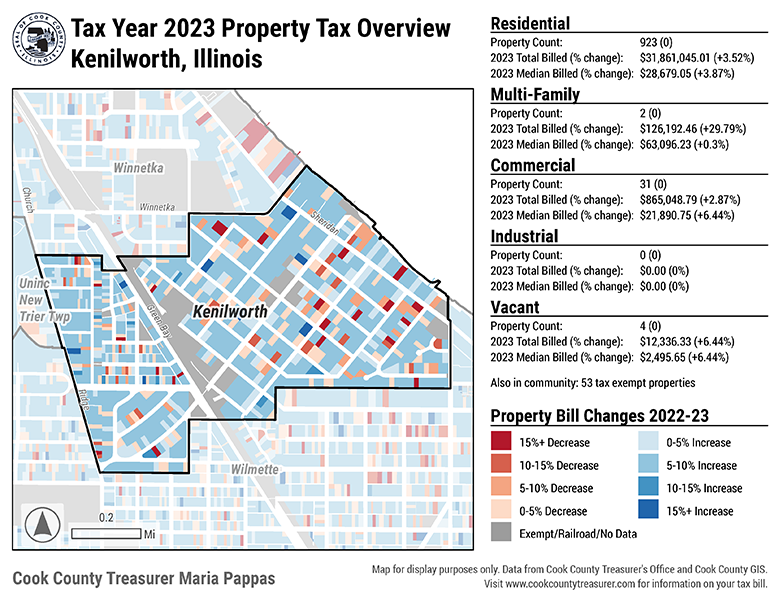 SEAL OF COOK COUNTY
ILLINOIS
Tax Year 2023 Property Tax Overview
Kenilworth, Illinois
Winnetka
Church
Winnetka
Sheridan
Uninc
New
Trier Twp
Green Bay
Kenilworth
Ridge
Wilmette
0.2
Mi
Cook County Treasurer Maria Pappas
Residential
Property Count: 923 (0)
2023 Total Billed (% change): $31,861,045.01 (+3.52%)
2023 Median Billed (% change): $28,679.05 (+3.87%)
Multi-Family
Property Count: 2 (0)
2023 Total Billed (% change): $126,192.46 (+29.79%)
2023 Median Billed (% change): $63,096.23 (+0.3%)
Commercial
Property Count: 31 (0)
2023 Total Billed (% change): $865,048.79 (+2.87%)
2023 Median Billed (% change): $21,890.75 (+6.44%)
Industrial
Property Count: 0 (0)
2023 Total Billed (% change): $0.00 (0%)
2023 Median Billed (% change): $0.00 (0%)
Vacant
Property Count: 4 (0)
2023 Total Billed (% change): $12,336.33 (+6.44%)
2023 Median Billed (% change): $2,495.65 (+6.44%)
Also in community: 53 tax exempt properties
Property Bill Changes 2022-23
15%+ Decrease
10-15% Decrease
5-10% Decrease
0-5% Decrease
Exempt/Railroad/No Data
0-5% Increase
5-10% Increase
10-15% Increase
15%+ Increase
Map for display purposes only. Data from Cook County Treasurer's Office and Cook County GIS.
Visit www.cookcountytreasurer.com for information on your tax bill.